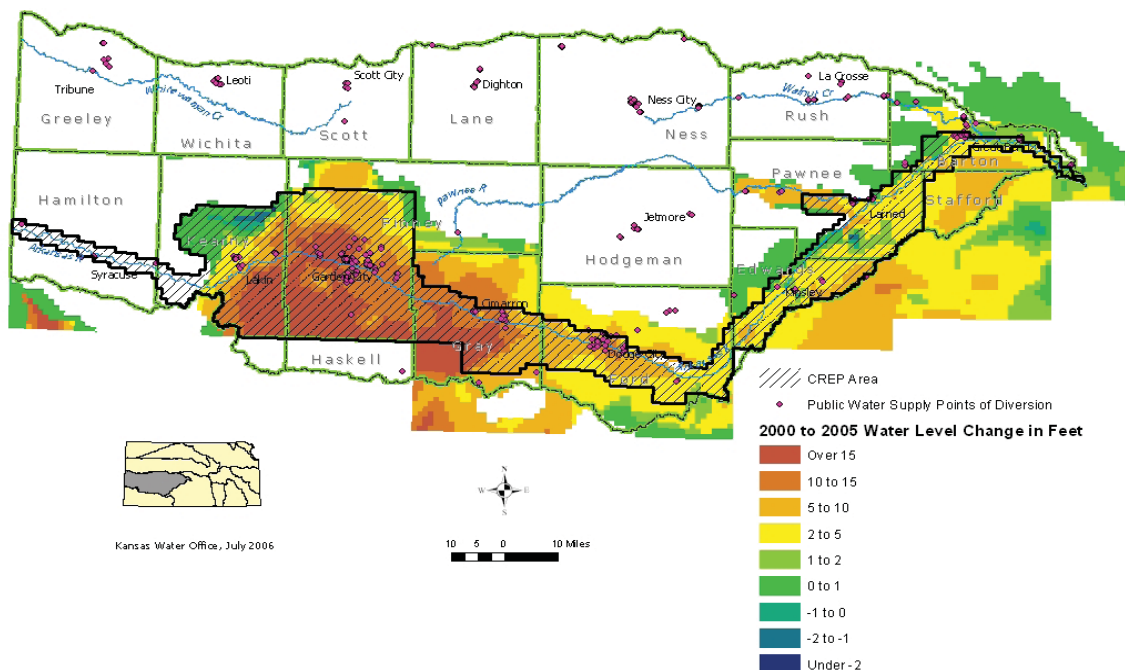 Tribune
Greeley
Whitewoman Cr
Leoti
Wichita
Scott City
Scott
Dighton
Lane
Ness City
Ness
La Crosse
Walnut Cr
Rush
Hamilton
Arkansas R
Syracuse
Kearny
Lakin
Finney
Garden City
Pawnee R
Haskell
Cimarron
Gray
Jetmore
Hodgeman
Dodge City
Ford
Pawnee
Larned
Edwards
Kinsley
Barton
Stafford
Kansas Water Office, July 2006
N
W E
S
10 5 0 10 Miles
CREP Area
Public Water Supply Points of Diversion
2000 to 2005 Water Level Change in Feet
Over 15
10 to 15
5 to 10
2 to 5
1 to 2
0 to 1
-1 to 0
-2 to -1
Under -2